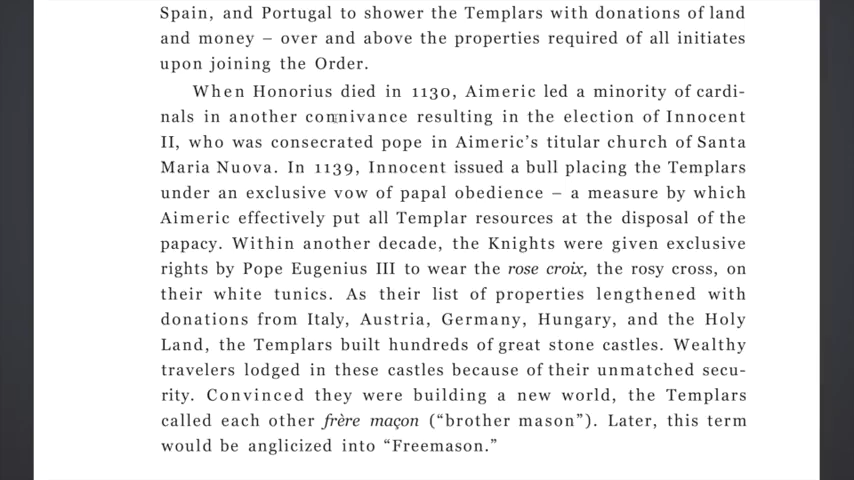 Spain, and Portugal to shower the Templars with donations of land
and money – over and above the properties required of all initiates
upon joining the Order.
When Honorius died in 1130, Aimeric led a minority of cardi-
nals in another connivance resulting in the election of Innocent
II, who was consecrated pope in Aimeric's titular church of Santa
Maria Nuova. In 1139, Innocent issued a bull placing the Templars
under an exclusive vow of papal obedience – a measure by which
Aimeric effectively put all Templar resources at the disposal of the
papacy. Within another decade, the Knights were given exclusive
rights by Pope Eugenius III to wear the rose croix, the rosy cross, on
their white tunics. As their list of properties lengthened with
donations from Italy, Austria, Germany, Hungary, and the Holy
Land, the Templars built hundreds of great stone castles. Wealthy
travelers lodged in these castles because of their unmatched secu-
rity. Convinced they were building a new world, the Templars
called each other frère maçon (“brother mason”). Later, this term
would be anglicized into “Freemason.”